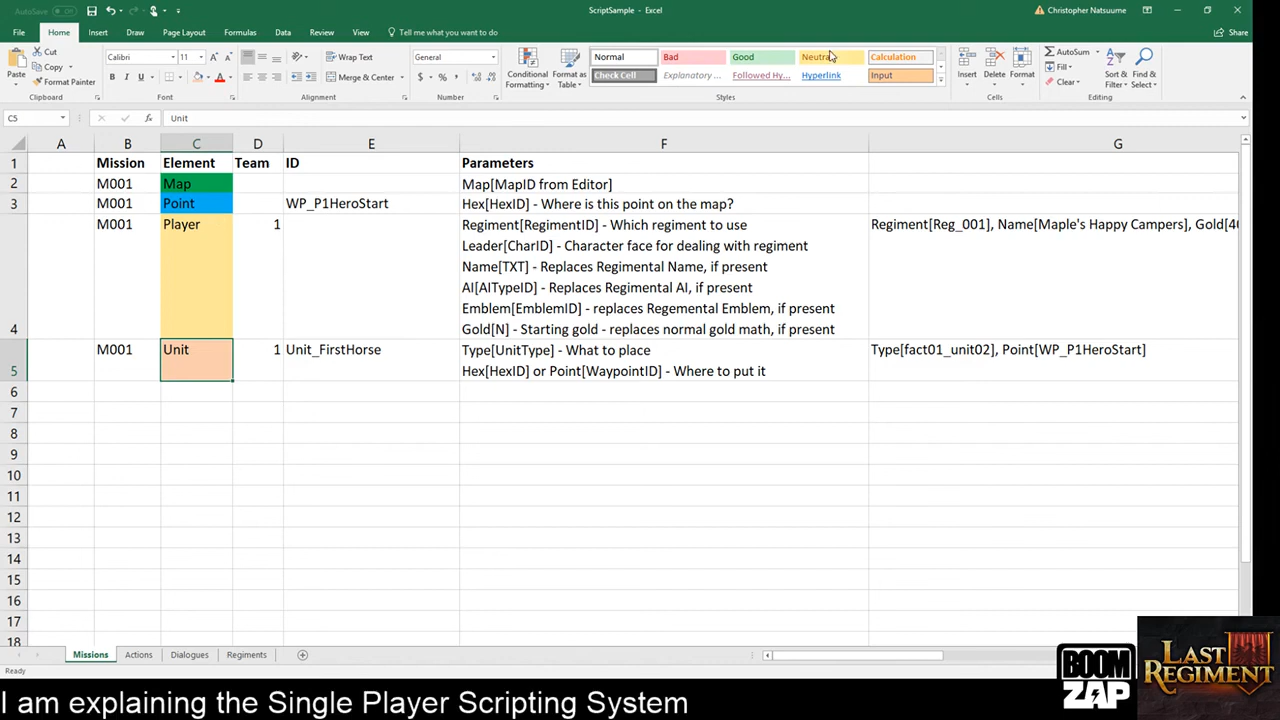 AutoSave Off
ScriptSample - Excel
Christopher Natsuume
File Home Insert Draw Page Layout Formulas Data Review View Tell me what you want to do Share
Paste
Cut
Copy
Format Painter
Clipboard
Calibri 11
B I U
Font
Wrap Text
Merge & Center
Alignment
General
$ % ,
Number
Conditional Formatting
Format as Table
Normal Bad Good Neutral Calculation
Check Cell Explanatory ... Followed Hy... Hyperlink Input
Styles
Insert Delete Format
Cells
AutoSum
Fill
Clear
Sort & Filter
Find & Select
Editing
C5 fx Unit
A B C D E F G
1 Mission Element Team ID Parameters
2 M001 Map Map[MapID from Editor]
3 M001 Point WP_P1HeroStart Hex[HexID] - Where is this point on the map?
4 M001 Player 1 Regiment[RegimentID] - Which regiment to use Regiment[Reg_001], Name[Maple's Happy Campers], Gold[40
Leader[CharID] - Character face for dealing with regiment
Name[TXT] - Replaces Regimental Name, if present
AI[AITypeID] - Replaces Regimental AI, if present
Emblem[EmblemID] - replaces Regemental Emblem, if present
Gold[N] - Starting gold - replaces normal gold math, if present
5 M001 Unit 1 Unit_FirstHorse Type[UnitType] - What to place Type[fact01_unit02], Point[WP_P1HeroStart]
Hex[HexID] or Point[WaypointID] - Where to put it
6
7
8
9
10
11
12
13
14
15
16
17
18
Missions Actions Dialogues Regiments
Ready
BOOM
ZAP
LAST
REGIMENT
I am explaining the Single Player Scripting System